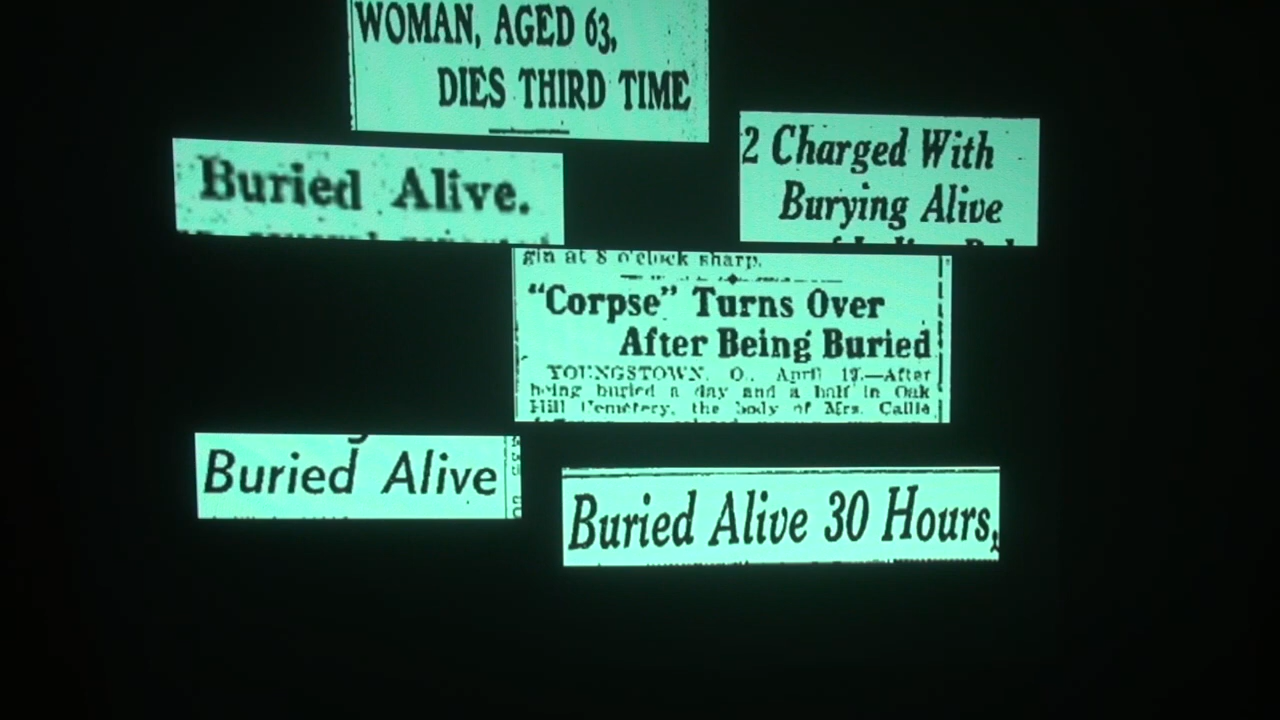 WOMAN, AGED 63,
DIES THIRD TIME
Buried Alive.
2 Charged With
Burying Alive
gin at 8 o'clock sharp.
"Corpse" Turns Over
After Being Buried
YOUNGSTOWN, O., April —After
being buried a day and a half in Oak
Hill Cemetery, the body of Mrs. Callie
Buried Alive
Buried Alive 30 Hours,